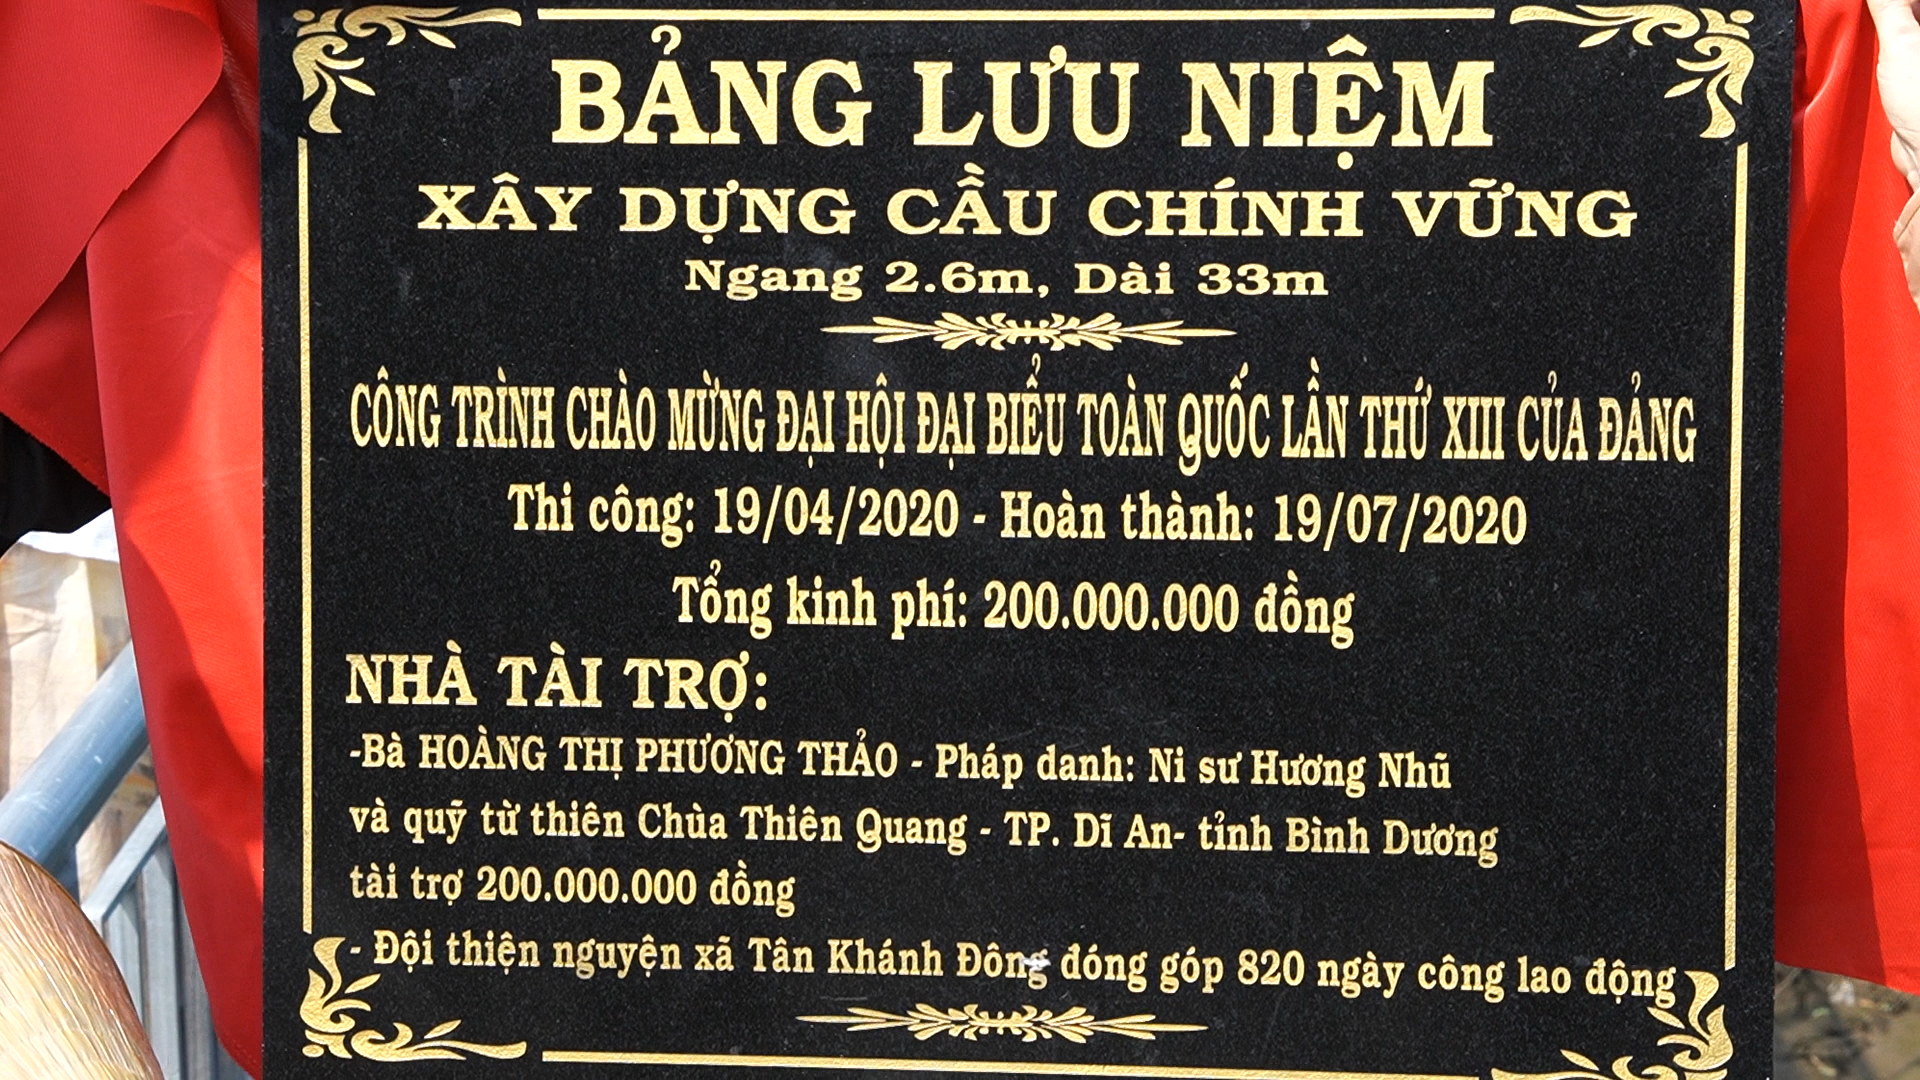 BẢNG LƯU NIỆM
XÂY DỰNG CẦU CHÍNH VỮNG
Ngang 2.6m, Dài 33m
CÔNG TRÌNH CHÀO MỪNG ĐẠI HỘI ĐẠI BIỂU TOÀN QUỐC LẦN THỨ XIII CỦA ĐẢNG
Thi công: 19/04/2020 - Hoàn thành: 19/07/2020
Tổng kinh phí: 200.000.000 đồng
NHÀ TÀI TRỢ:
-Bà HOÀNG THỊ PHƯƠNG THẢO - Pháp danh: Ni sư Hương Nhũ
và quỹ từ thiên Chùa Thiên Quang - TP. Dĩ An- tỉnh Bình Dương
tài trợ 200.000.000 đồng
- Đội thiện nguyện xã Tân Khánh Đông đóng góp 820 ngày công lao động